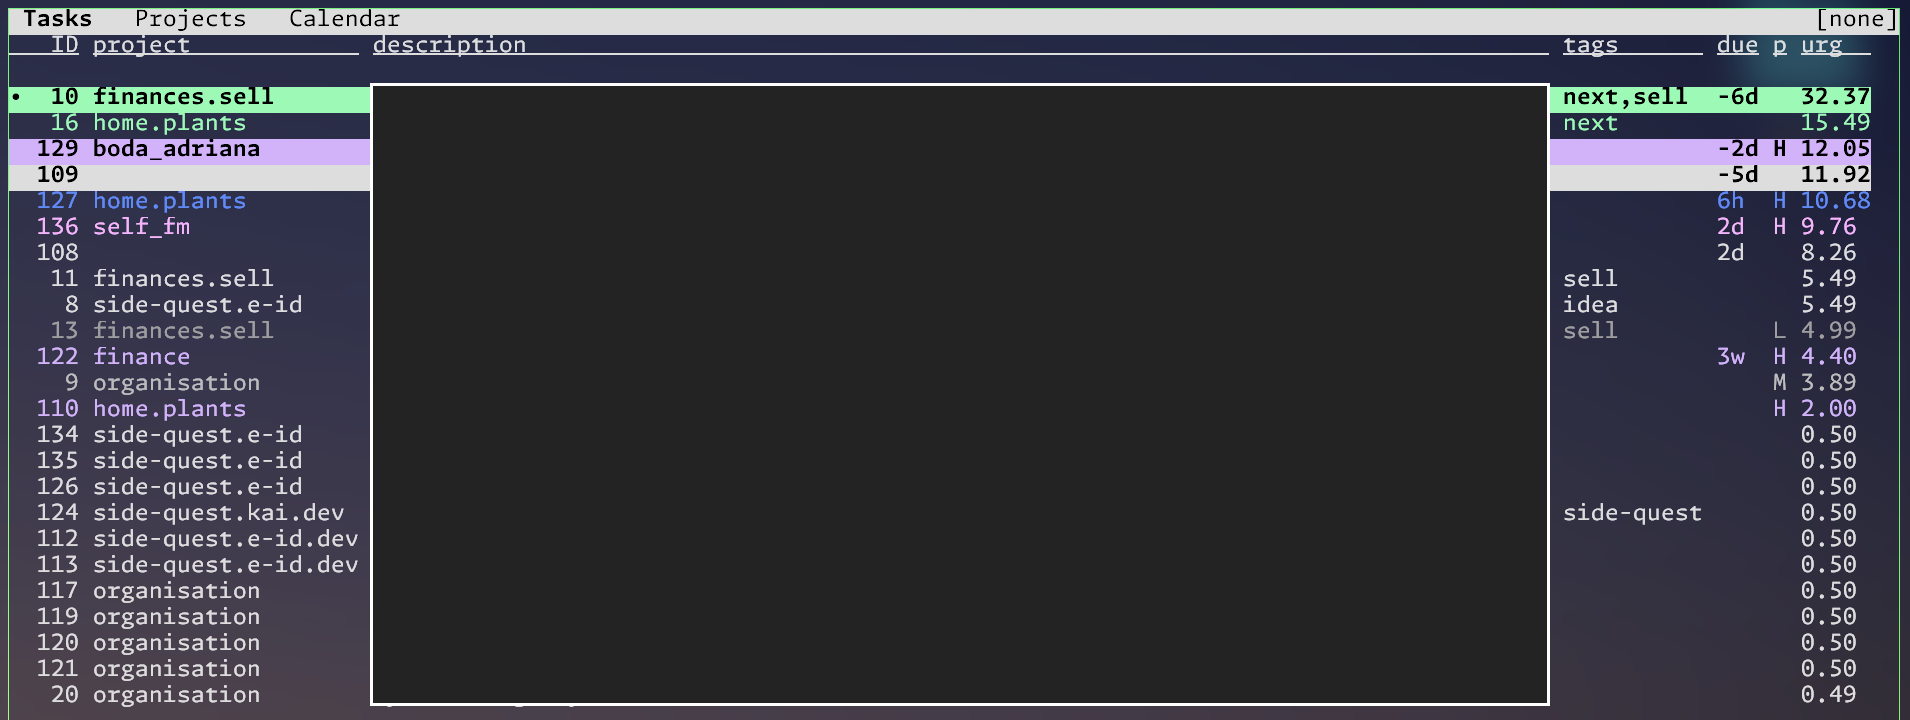 Tasks Projects Calendar [none]
ID project description tags due p urg
• 10 finances.sell next,sell -6d 32.37
16 home.plants next 15.49
129 boda_adriana -2d H 12.05
109 -5d 11.92
127 home.plants 6h H 10.68
136 self_fm 2d H 9.76
108 2d 8.26
11 finances.sell sell 5.49
8 side-quest.e-id idea 5.49
13 finances.sell sell L 4.99
122 finance 3w H 4.40
9 organisation M 3.89
110 home.plants H 2.00
134 side-quest.e-id 0.50
135 side-quest.e-id 0.50
126 side-quest.e-id 0.50
124 side-quest.kai.dev side-quest 0.50
112 side-quest.e-id.dev 0.50
113 side-quest.e-id.dev 0.50
117 organisation 0.50
119 organisation 0.50
120 organisation 0.50
121 organisation 0.50
20 organisation 0.49